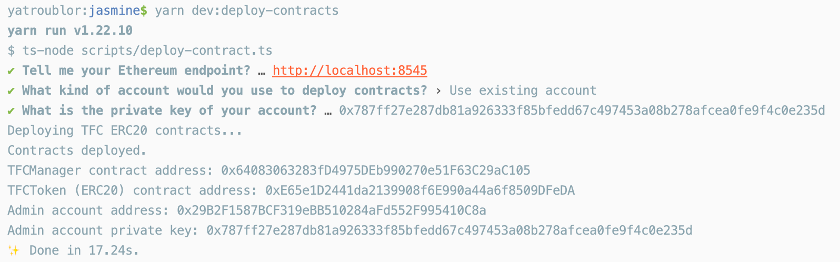 yatroublor:jasmine$ yarn dev:deploy-contracts
yarn run v1.22.10
$ ts-node scripts/deploy-contract.ts
✔ Tell me your Ethereum endpoint? … http://localhost:8545
✔ What kind of account would you use to deploy contracts? › Use existing account
✔ What is the private key of your account? … 0x787ff27e287db81a926333f85bfedd67c497453a08b278afcea0fe9f4c0e235d
Deploying TFC ERC20 contracts...
Contracts deployed.
TFCManager contract address: 0x64083063283fD4975DEb990270e51F63C29aC105
TFCToken (ERC20) contract address: 0xE65e1D2441da2139908f6E990a44a6f8509DFeDA
Admin account address: 0x29B2F1587BCF319eBB510284aFd552F995410C8a
Admin account private key: 0x787ff27e287db81a926333f85bfedd67c497453a08b278afcea0fe9f4c0e235d
✨ Done in 17.24s.